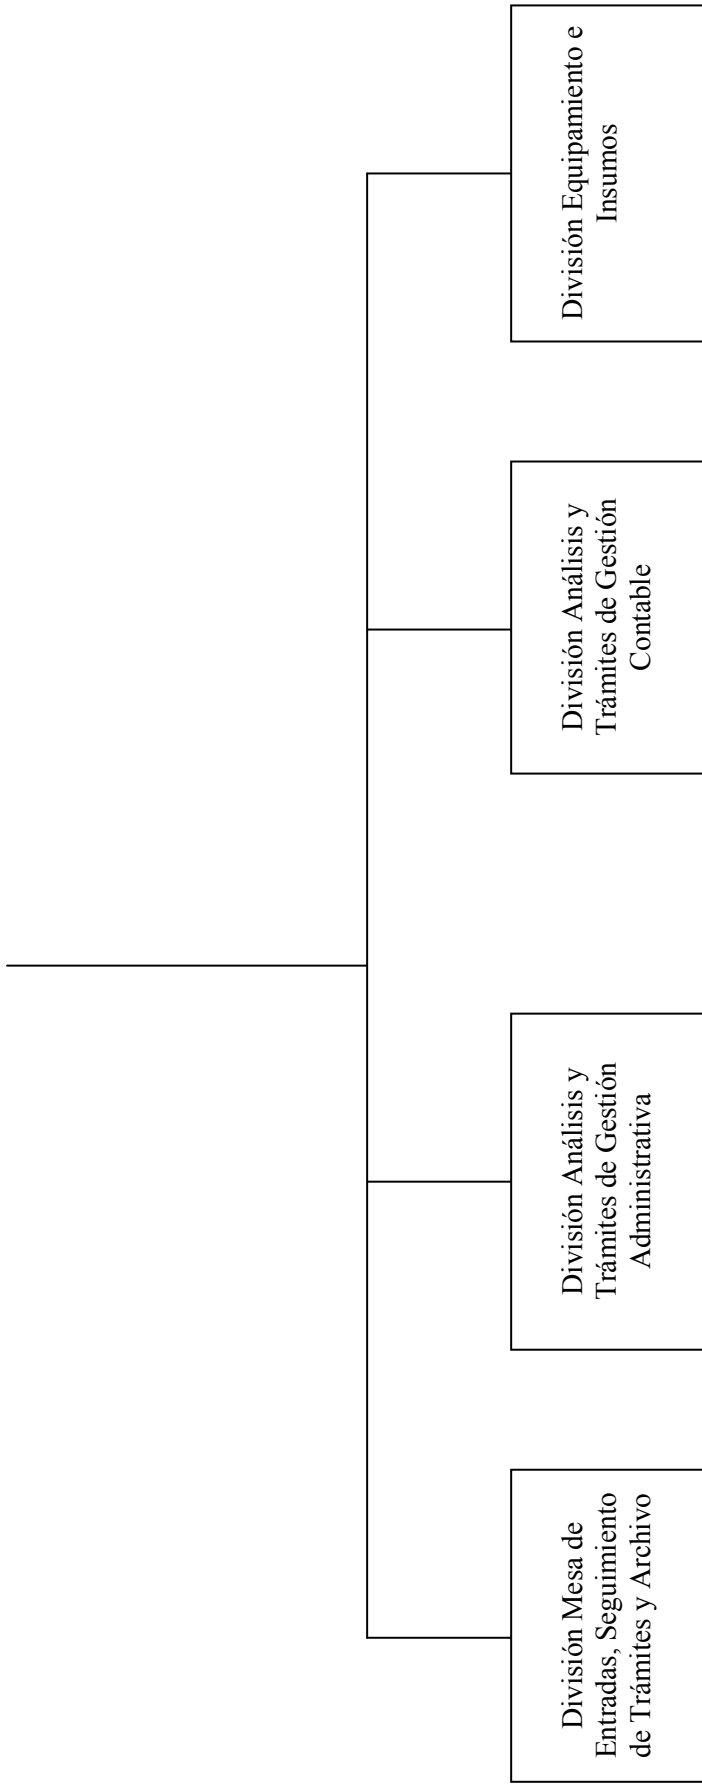 División Mesa de
Entradas, Seguimiento
de Trámites y Archivo
División Análisis y
Trámites de Gestión
Administrativa
División Análisis y
Trámites de Gestión
Contable
División Equipamiento e
Insumos